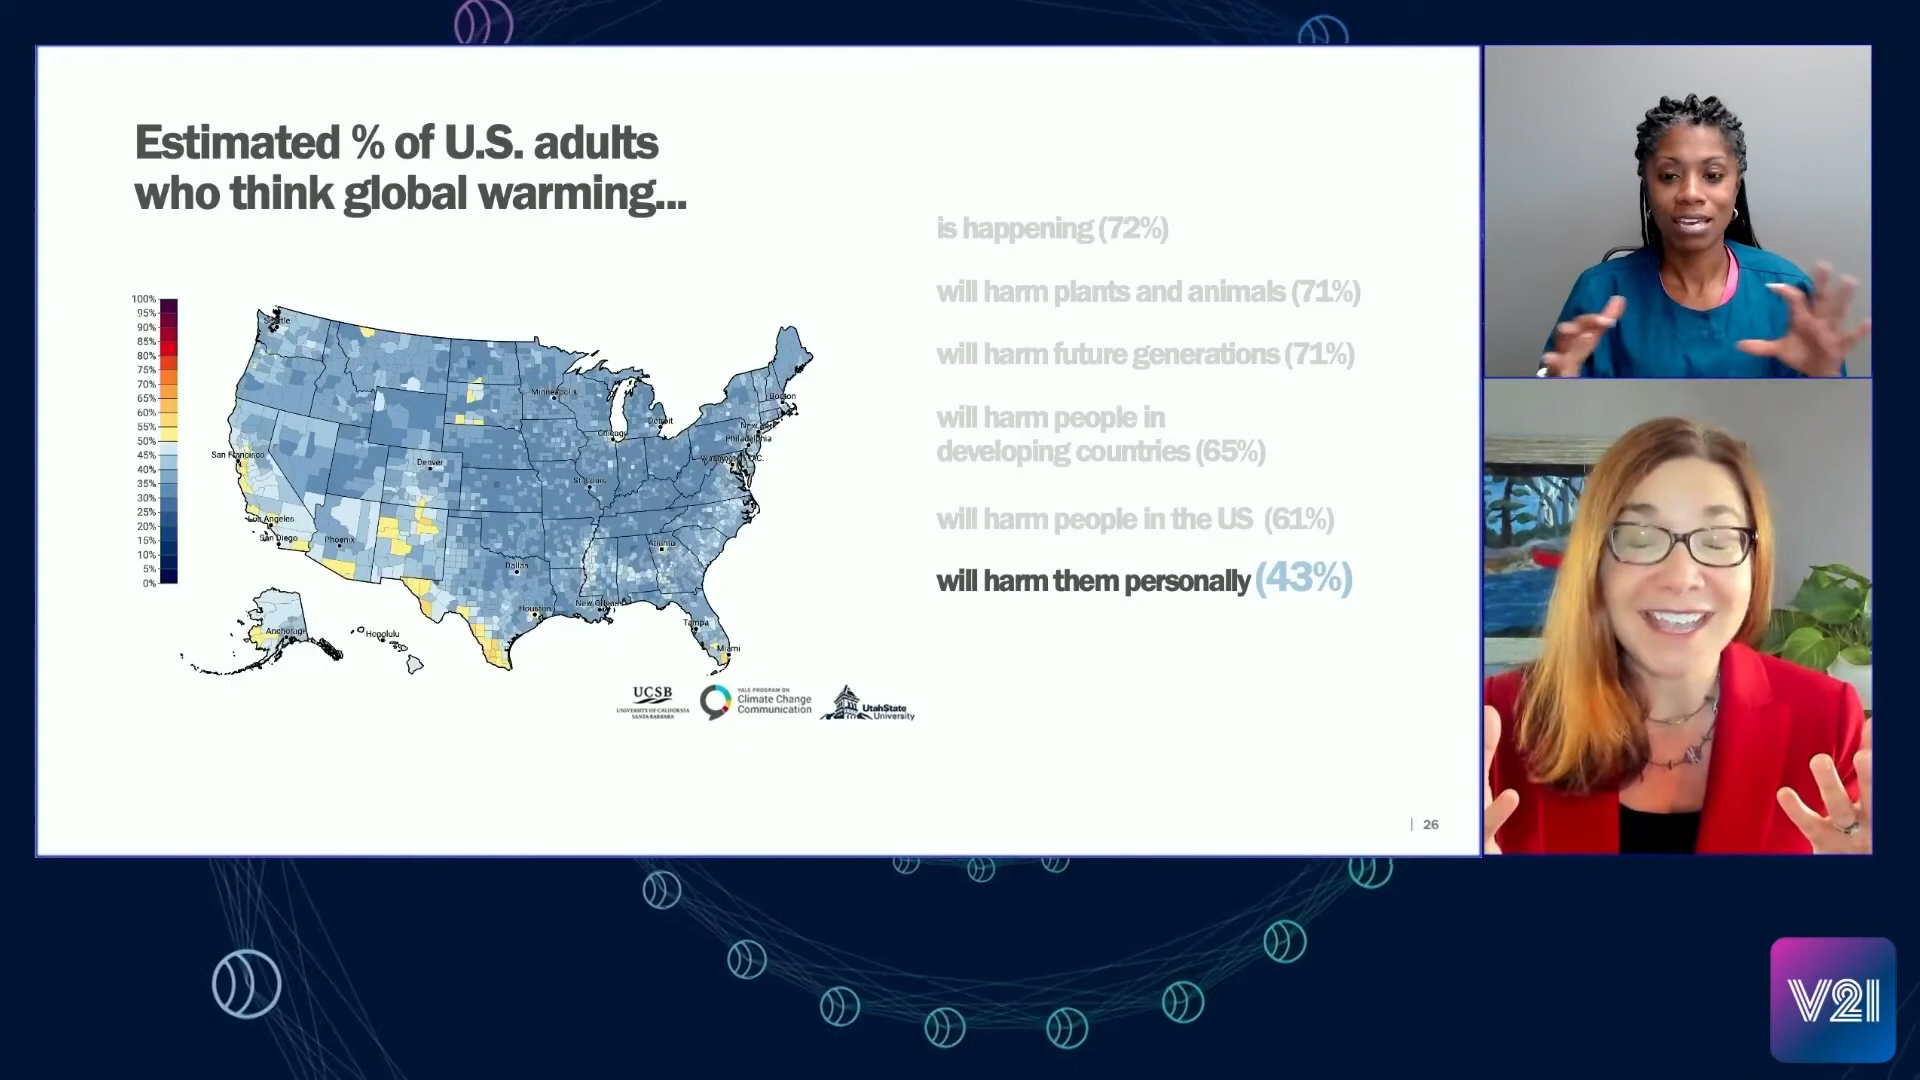 Estimated % of U.S. adults
who think global warming...
is happening (72%)
will harm plants and animals (71%)
will harm future generations (71%)
will harm people in
developing countries (65%)
will harm people in the US (61%)
will harm them personally (43%)
100%
95%
90%
85%
80%
75%
70%
65%
60%
55%
50%
45%
40%
35%
30%
25%
20%
15%
10%
5%
0%
Seattle
Minneapolis
Boston
Detroit
Chicago
New York
Philadelphia
Washington D.C.
San Francisco
Denver
St. Louis
Los Angeles
San Diego
Phoenix
Atlanta
Dallas
New Orleans
Houston
Tampa
Miami
Anchorage
Honolulu
UCSB
UNIVERSITY OF CALIFORNIA
SANTA BARBARA
YALE PROGRAM ON
Climate Change
Communication
UtahState
University
| 26
V21